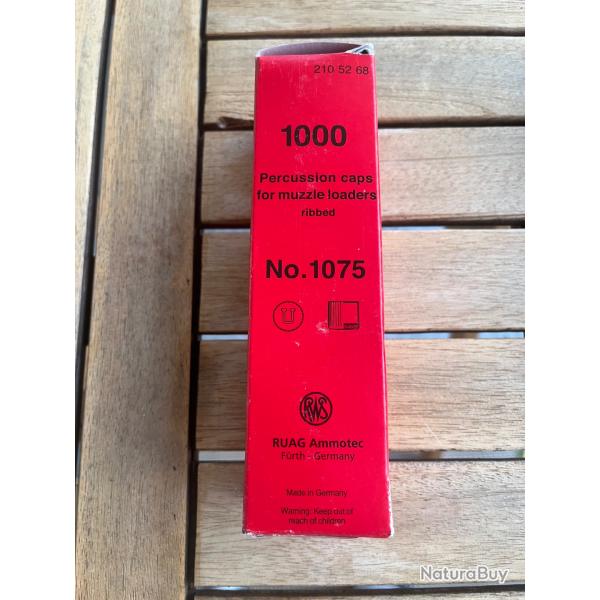 210 52 68
1000
Percussion caps
for muzzle loaders
ribbed
No.1075
RWS
RUAG Ammotec
Fürth - Germany
Made in Germany
Warning: Keep out of
reach of children
NaturaBuy